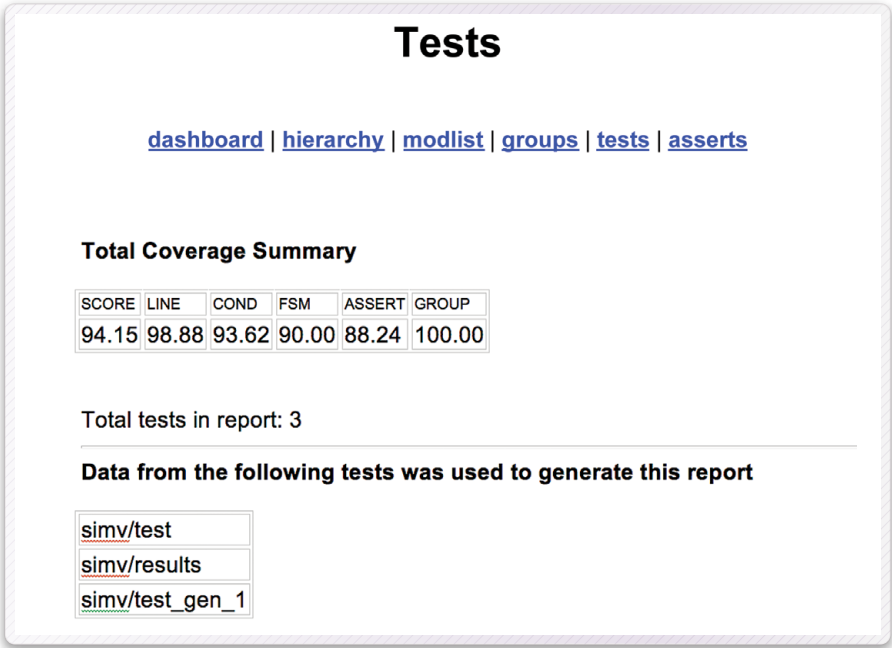 Tests
dashboard | hierarchy | modlist | groups | tests | asserts
Total Coverage Summary
SCORE LINE COND FSM ASSERT GROUP
94.15 98.88 93.62 90.00 88.24 100.00
Total tests in report: 3
Data from the following tests was used to generate this report
simv/test
simv/results
simv/test_gen_1